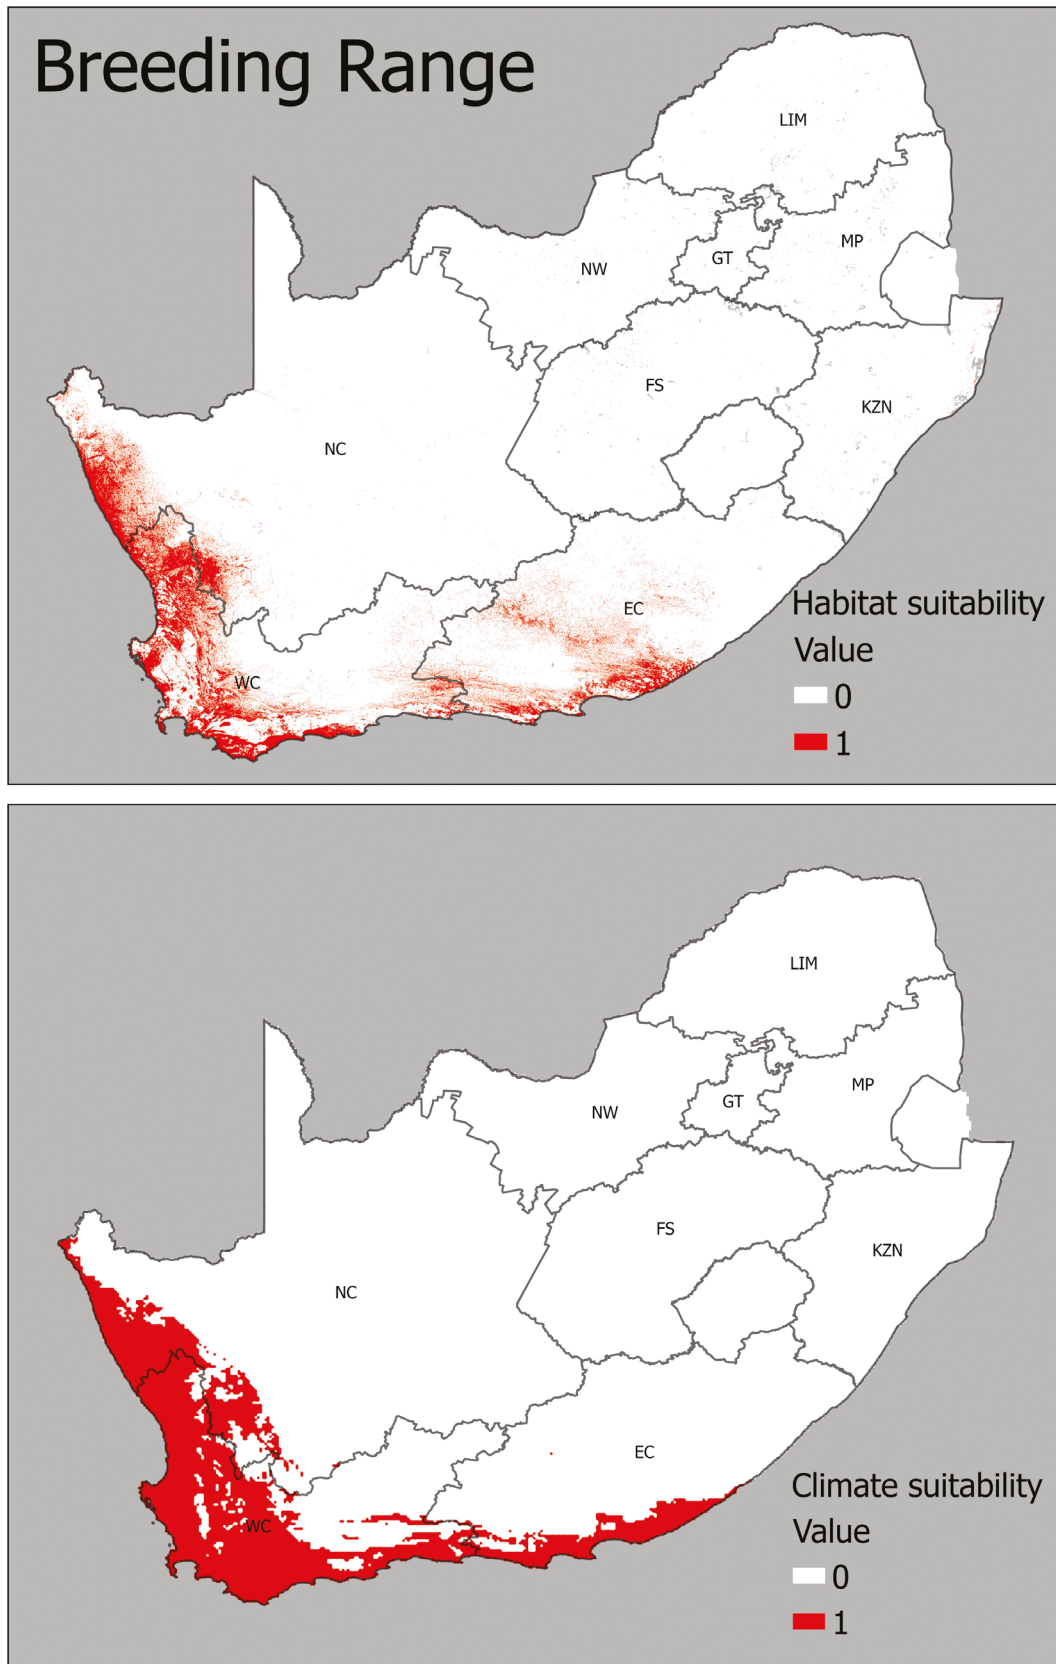 Breeding Range
LIM
MP
GT
NW
FS
KZN
NC
EC
WC
Habitat suitability
Value
0
1
LIM
MP
GT
NW
FS
KZN
NC
EC
WC
Climate suitability
Value
0
1